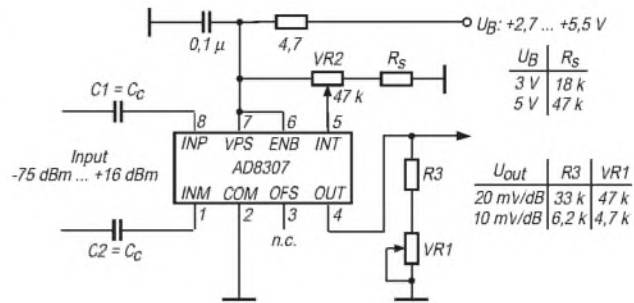 0,1 µ
4,7
U_B: +2,7 ... +5,5 V
VR2
R_s
47 k
U_B R_s
3 V 18 k
5 V 47 k
C1 = C_c
8 7 6 5
INP VPS ENB INT
AD8307
INM COM OFS OUT
1 2 3 4
n.c.
Input
-75 dBm ... +16 dBm
C2 = C_c
R3
VR1
U_out R3 VR1
20 mV/dB 33 k 47 k
10 mV/dB 6,2 k 4,7 k